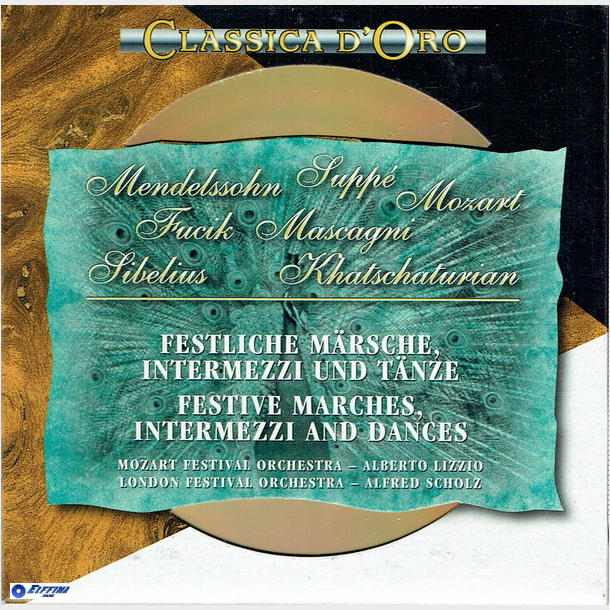 CLASSICA D'ORO
Mendelssohn Suppé Mozart
Fucik Mascagni
Sibelius Khatschaturian
FESTLICHE MÄRSCHE,
INTERMEZZI UND TÄNZE
FESTIVE MARCHES,
INTERMEZZI AND DANCES
MOZART FESTIVAL ORCHESTRA – ALBERTO LIZZIO
LONDON FESTIVAL ORCHESTRA – ALFRED SCHOLZ
ELFFINA